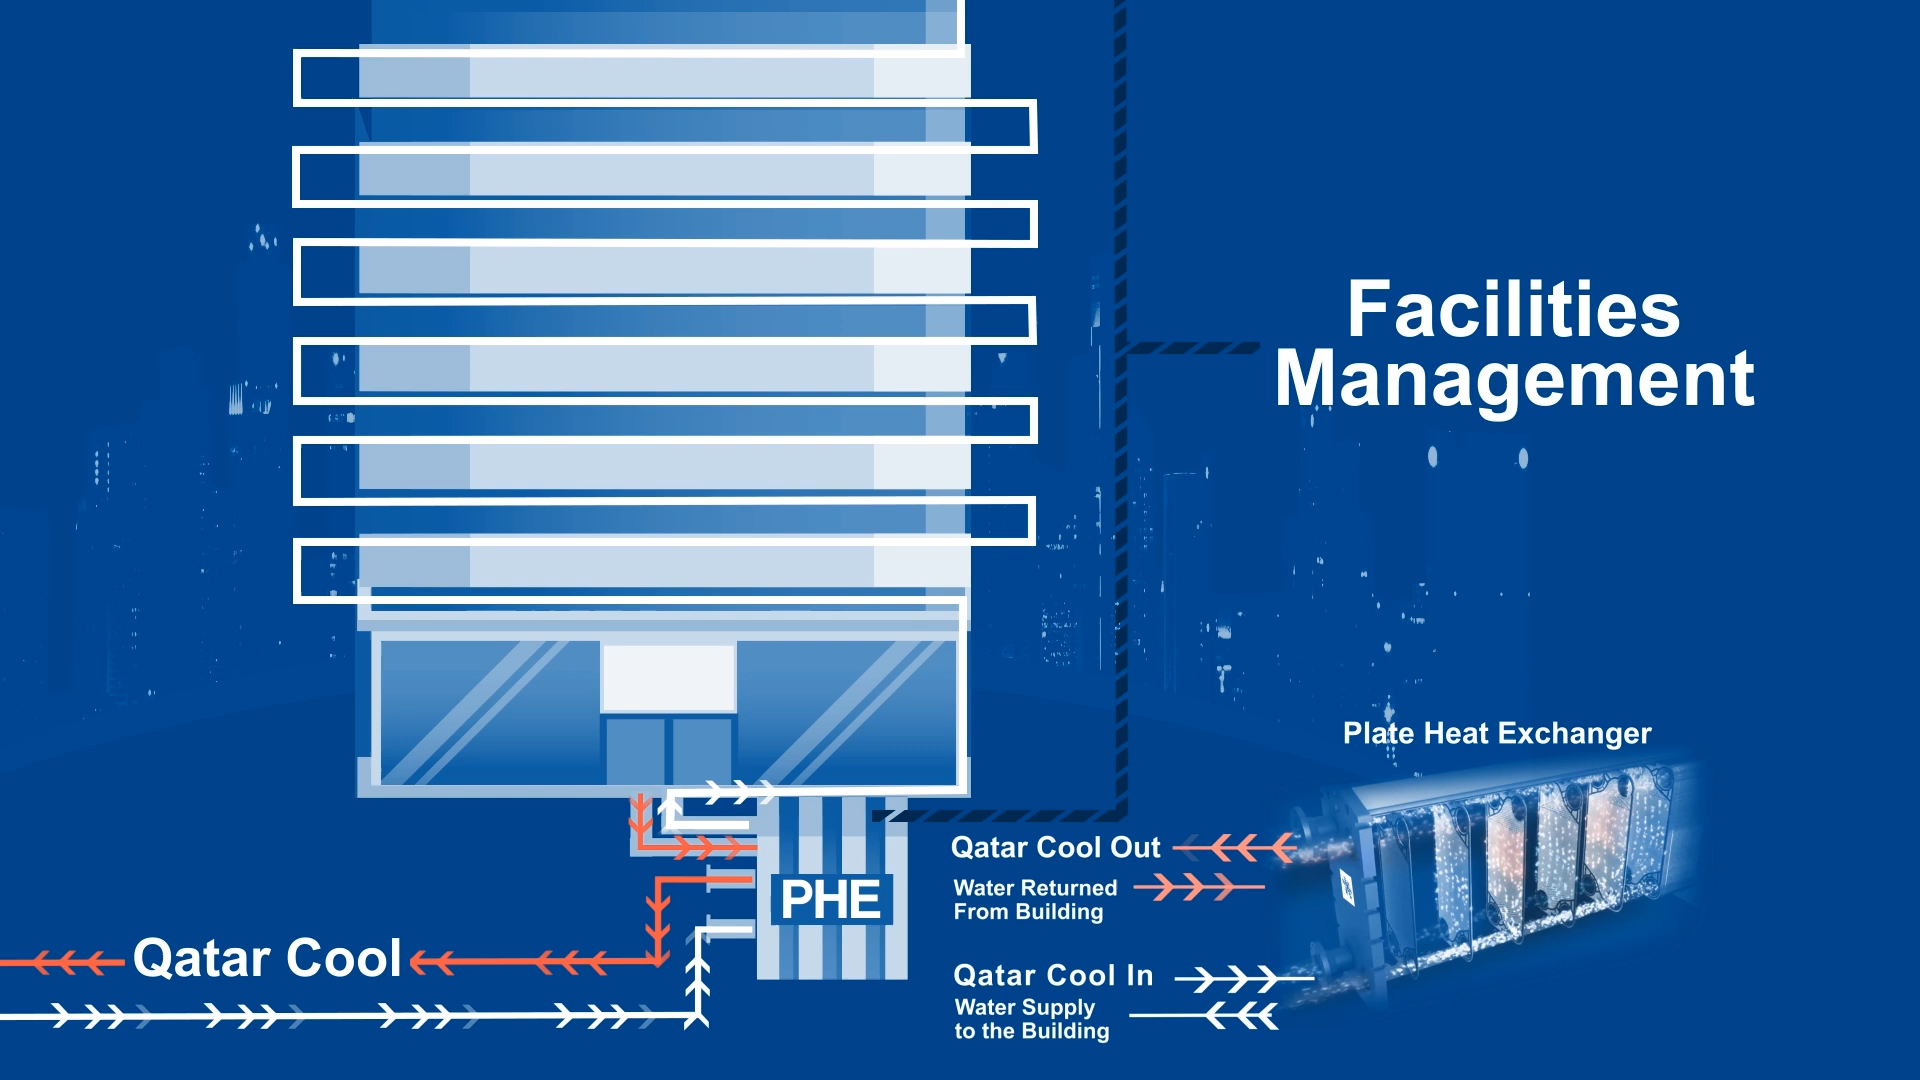 Facilities
Management
Plate Heat Exchanger
Qatar Cool Out
Water Returned
From Building
PHE
Qatar Cool
Qatar Cool In
Water Supply
to the Building